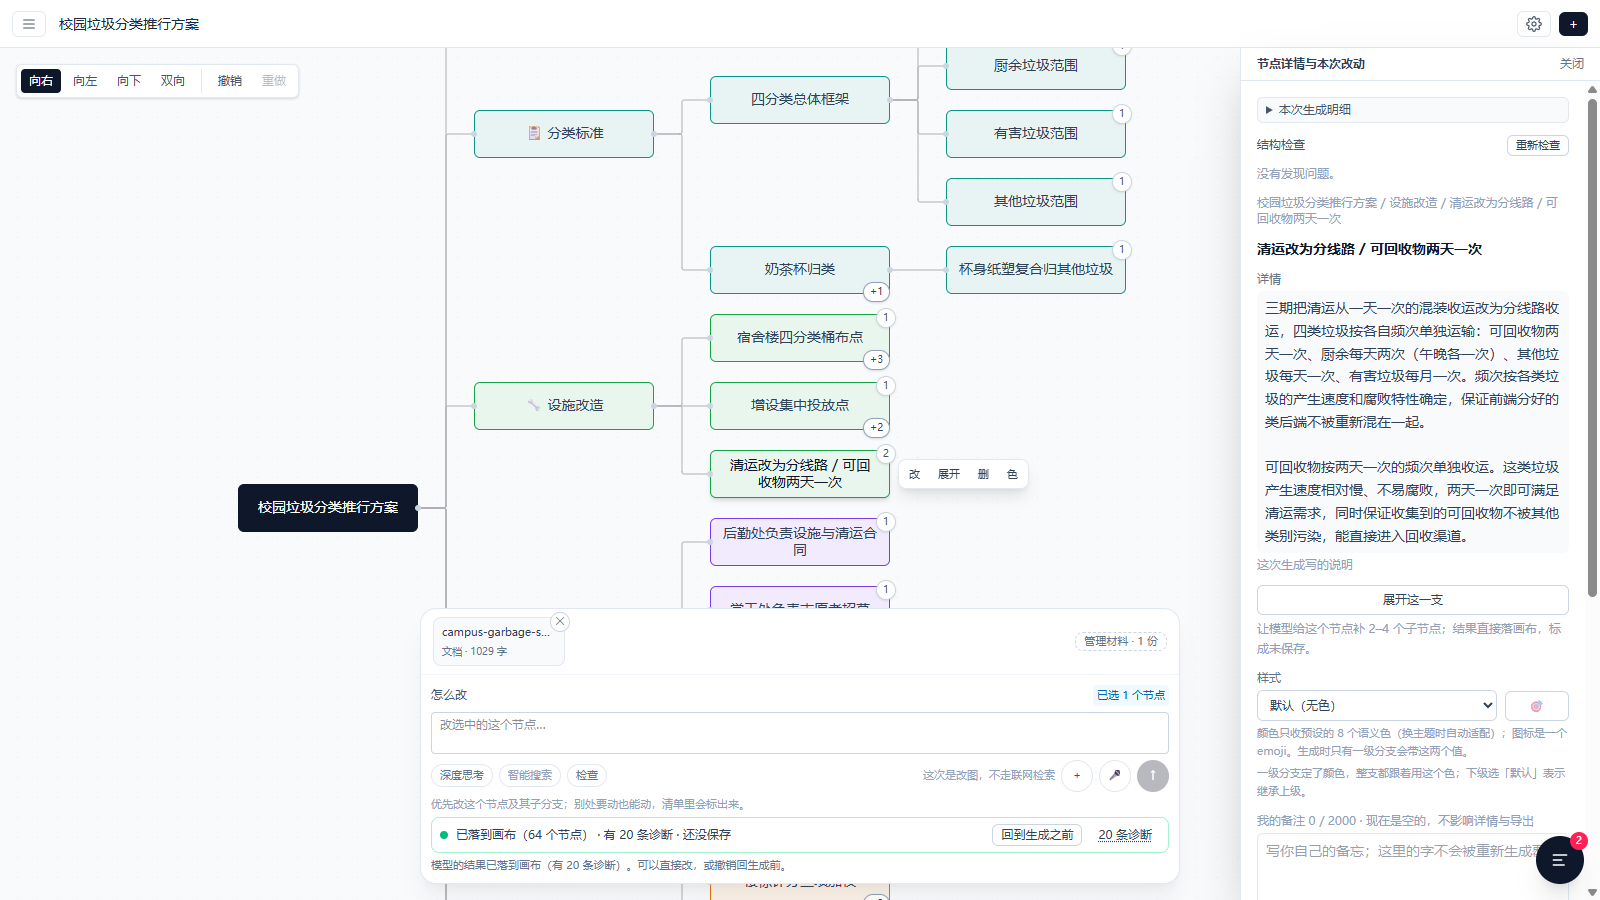 校园垃圾分类推行方案
+
向右
向左
向下
双向
撤销
重做
节点详情与本次改动
关闭
▶ 本次生成明细
结构检查
重新检查
没有发现问题。
校园垃圾分类推行方案 / 设施改造 / 清运改为分线路 / 可
回收物两天一次
清运改为分线路 / 可回收物两天一次
详情
三期把清运从一天一次的混装收运改为分线路收
运，四类垃圾按各自频次单独运输：可回收物两
天一次、厨余每天两次（午晚各一次）、其他垃
圾每天一次、有害垃圾每月一次。频次按各类垃
圾的产生速度和腐败特性确定，保证前端分好的
类后端不被重新混在一起。
可回收物按两天一次的频次单独收运。这类垃圾
产生速度相对慢、不易腐败，两天一次即可满足
清运需求，同时保证收集到的可回收物不被其他
类别污染，能直接进入回收渠道。
这次生成写的说明
展开这一支
让模型给这个节点补 2–4 个子节点；结果直接落画布，标
成未保存。
样式
默认（无色）
颜色只收预设的 8 个语义色（换主题时自动适配）；图标是一个
emoji。生成时只有一级分支会带这两个值。
一级分支定了颜色，整支都跟着用这个色；下级选「默认」表示
继承上级。
我的备注 0 / 2000 · 现在是空的，不影响详情与导出
写你自己的备忘；这里的字不会被重新生成
2
校园垃圾分类推行方案
分类标准
四分类总体框架
厨余垃圾范围
有害垃圾范围
1
其他垃圾范围
1
奶茶杯归类
+1
杯身纸塑复合归其他垃圾
1
设施改造
宿舍楼四分类桶布点
1
+3
增设集中投放点
1
+2
清运改为分线路 / 可回
收物两天一次
2
改
展开
删
色
后勤处负责设施与清运合
同
1
1
campus-garbage-s...
文档 · 1029 字
管理材料 · 1 份
怎么改
已选 1 个节点
改选中的这个节点...
深度思考
智能搜索
检查
这次是改图，不走联网检索
+
↑
优先改这个节点及其子分支；别处要动也能动，清单里会标出来。
已落到画布（64 个节点） · 有 20 条诊断 · 还没保存
回到生成之前
20 条诊断
模型的结果已落到画布（有 20 条诊断）。可以直接改，或撤销回生成前。